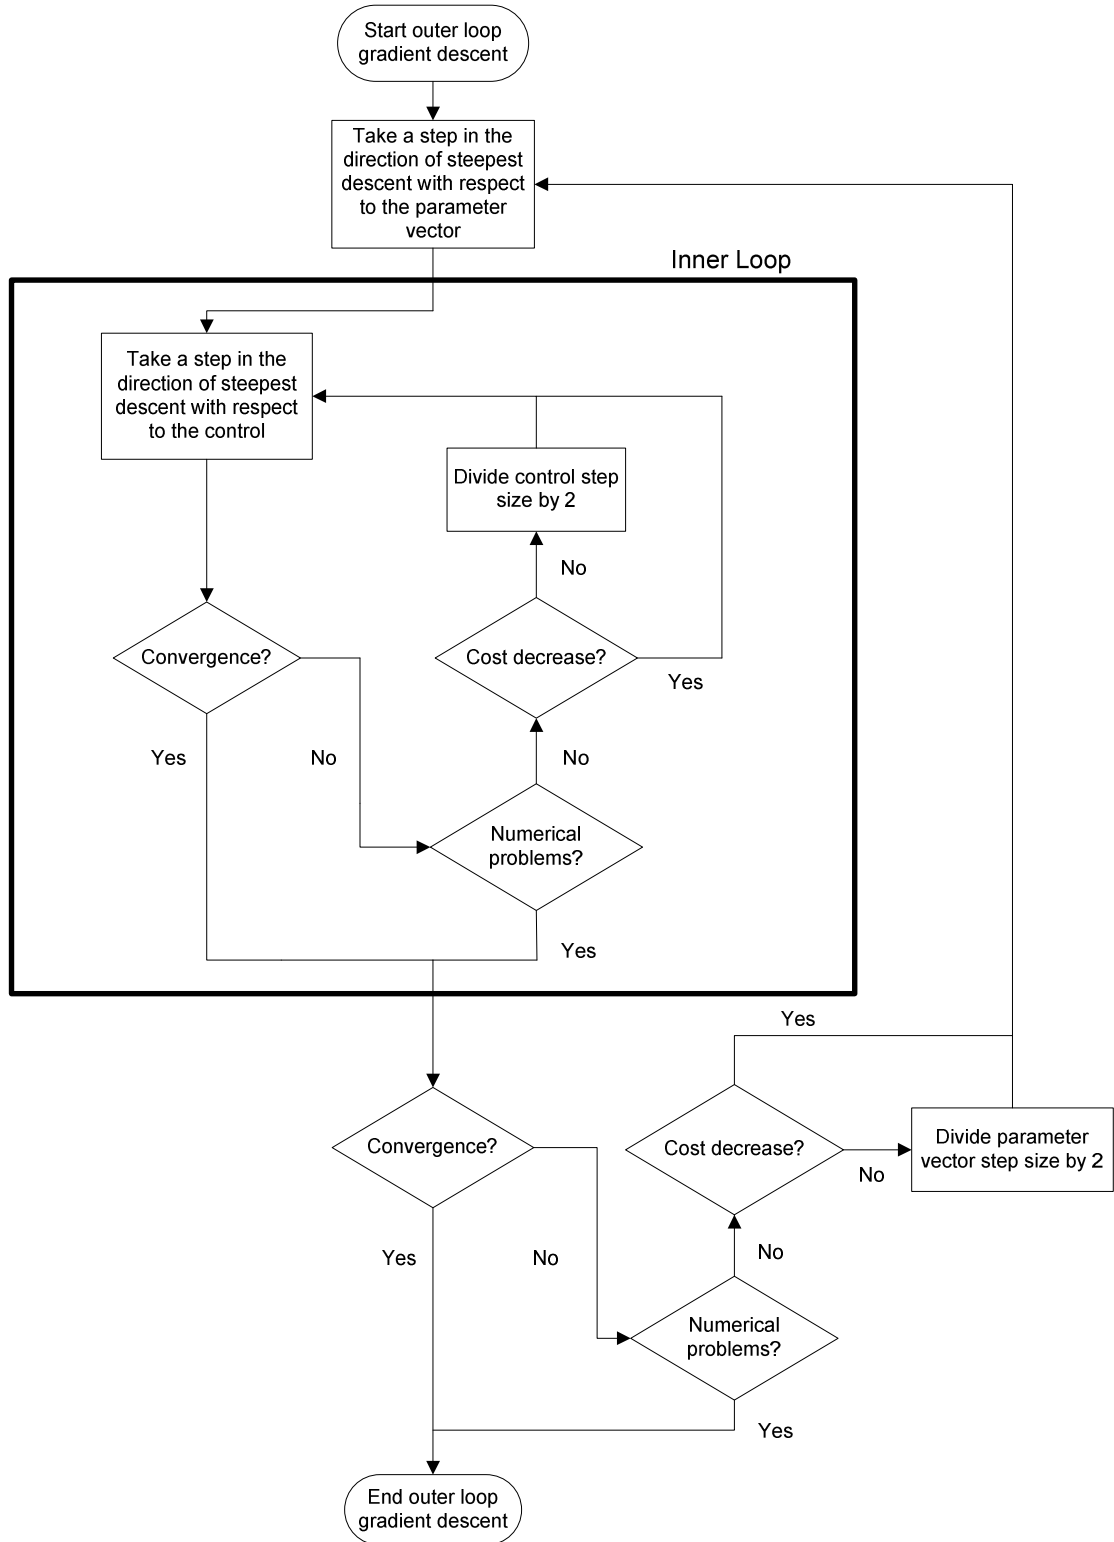 Start outer loop
gradient descent
Take a step in the
direction of steepest
descent with respect
to the parameter
vector
Inner Loop
Take a step in the
direction of steepest
descent with respect
to the control
Divide control step
size by 2
No
Convergence?
Cost decrease?
Yes
Yes
No
No
Numerical
problems?
Yes
Yes
Convergence?
Cost decrease?
No
Divide parameter
vector step size by 2
Yes
No
No
Numerical
problems?
Yes
End outer loop
gradient descent